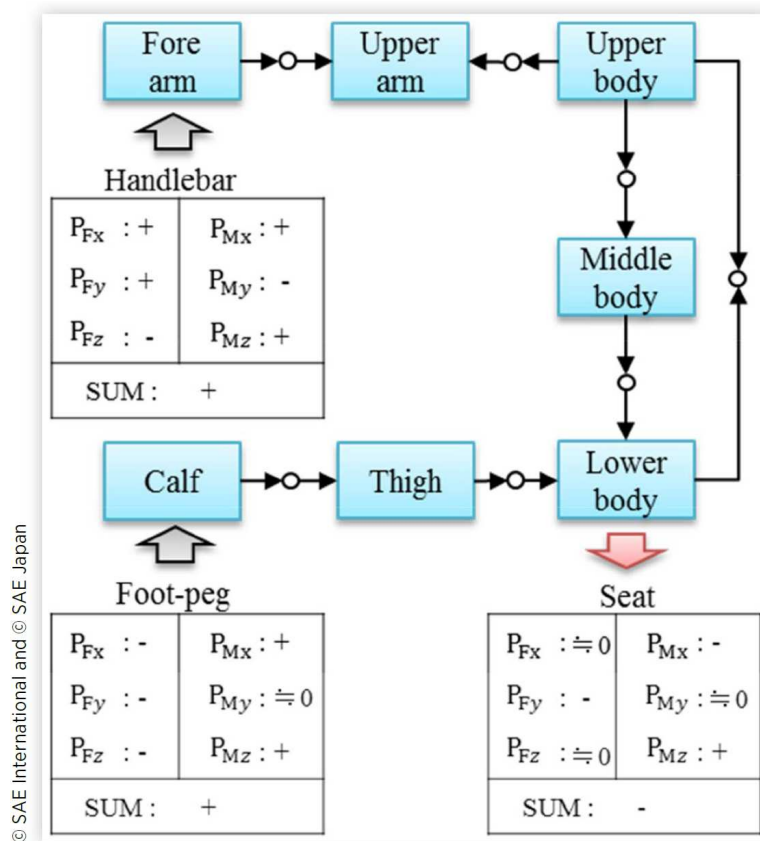 Fore
arm
Upper
arm
Upper
body
Handlebar
P_Fx : +
P_Mx : +
P_Fy : +
P_My : -
P_Fz : -
P_Mz : +
SUM : +
Middle
body
Calf
Thigh
Lower
body
Foot-peg
P_Fx : -
P_Mx : +
P_Fy : -
P_My : ≒0
P_Fz : -
P_Mz : +
SUM : +
Seat
P_Fx : ≒0
P_Mx : -
P_Fy : -
P_My : ≒0
P_Fz : ≒0
P_Mz : +
SUM : -
© SAE International and © SAE Japan